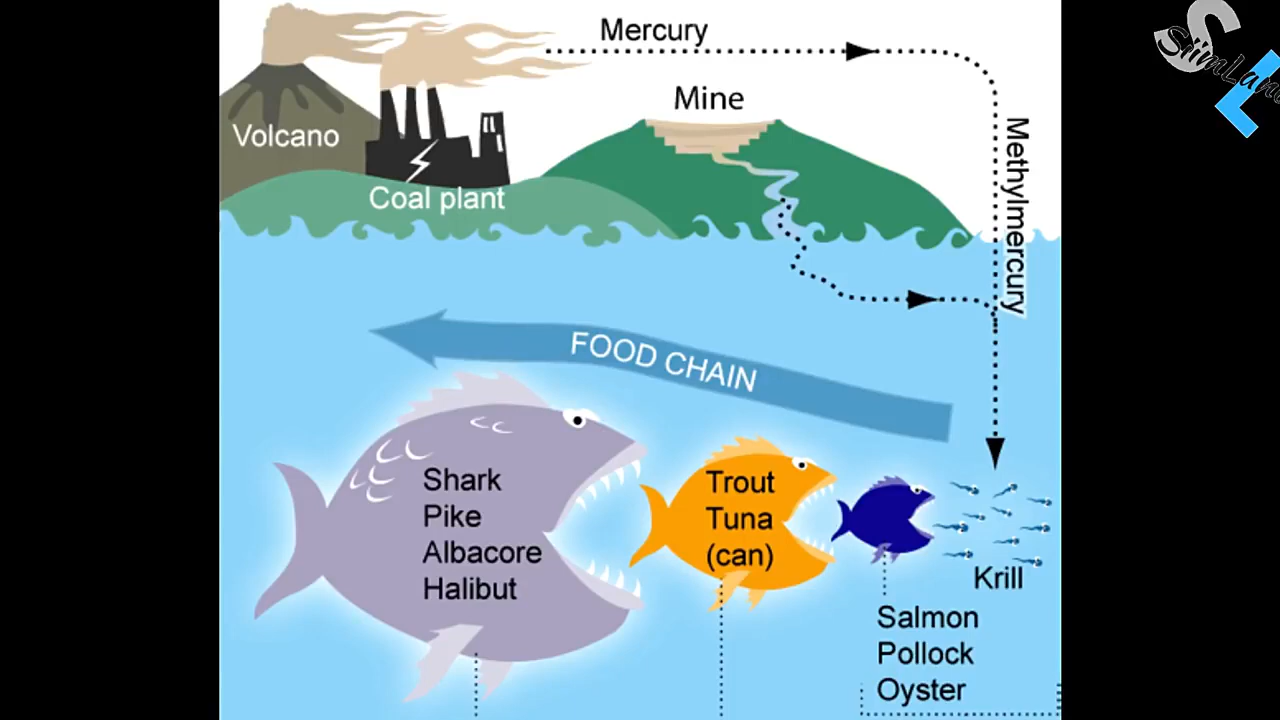 Mercury
Mine
Volcano
Coal plant
Methylmercury
FOOD CHAIN
Shark
Pike
Albacore
Halibut
Trout
Tuna
(can)
Krill
Salmon
Pollock
Oyster